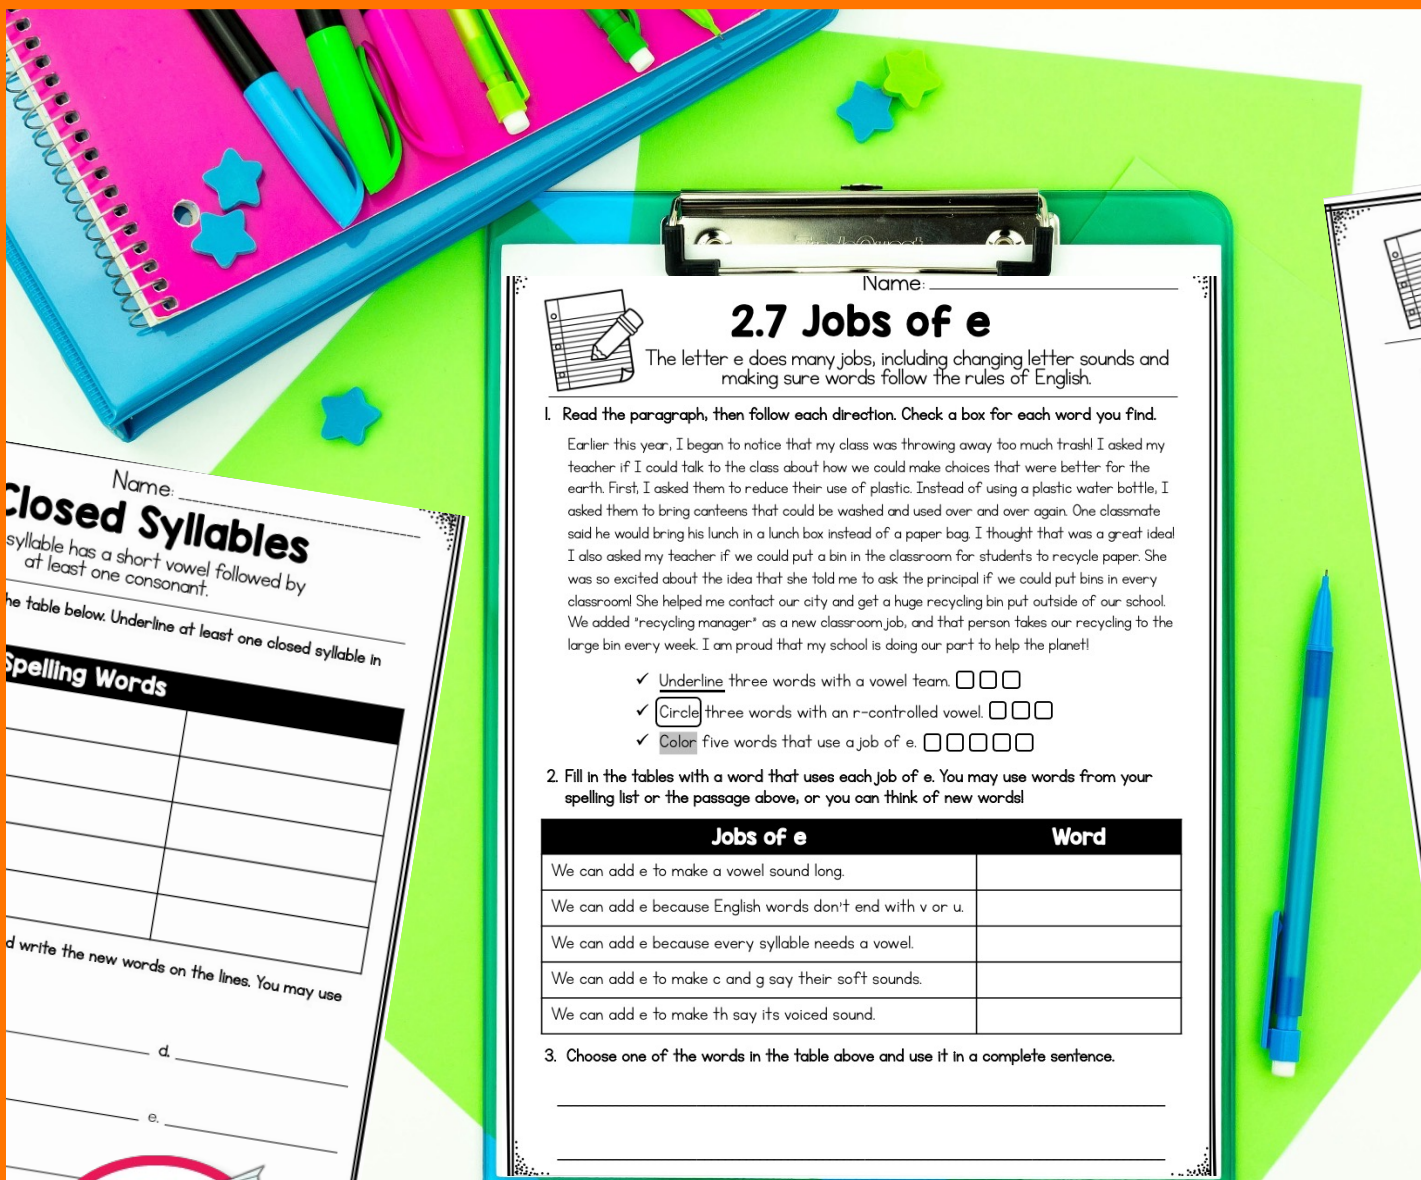 Name:
2.7 Jobs of e
The letter e does many jobs, including changing letter sounds and
making sure words follow the rules of English.
1. Read the paragraph, then follow each direction. Check a box for each word you find.
Earlier this year, I began to notice that my class was throwing away too much trash! I asked my
teacher if I could talk to the class about how we could make choices that were better for the
earth. First, I asked them to reduce their use of plastic. Instead of using a plastic water bottle, I
asked them to bring canteens that could be washed and used over and over again. One classmate
said he would bring his lunch in a lunch box instead of a paper bag. I thought that was a great idea!
I also asked my teacher if we could put a bin in the classroom for students to recycle paper. She
was so excited about the idea that she told me to ask the principal if we could put bins in every
classroom! She helped me contact our city and get a huge recycling bin put outside of our school.
We added "recycling manager" as a new classroom job, and that person takes our recycling to the
large bin every week. I am proud that my school is doing our part to help the planet!
✓ Underline three words with a vowel team.
✓ Circle three words with an r-controlled vowel.
✓ Color five words that use a job of e.
2. Fill in the tables with a word that uses each job of e. You may use words from your
spelling list or the passage above, or you can think of new words!
Jobs of e Word
We can add e to make a vowel sound long.
We can add e because English words don't end with v or u.
We can add e because every syllable needs a vowel.
We can add e to make c and g say their soft sounds.
We can add e to make th say its voiced sound.
3. Choose one of the words in the table above and use it in a complete sentence.
Name:
Closed Syllables
syllable has a short vowel followed by
at least one consonant.
he table below. Underline at least one closed syllable in
Spelling Words
d write the new words on the lines. You may use
d.
e.